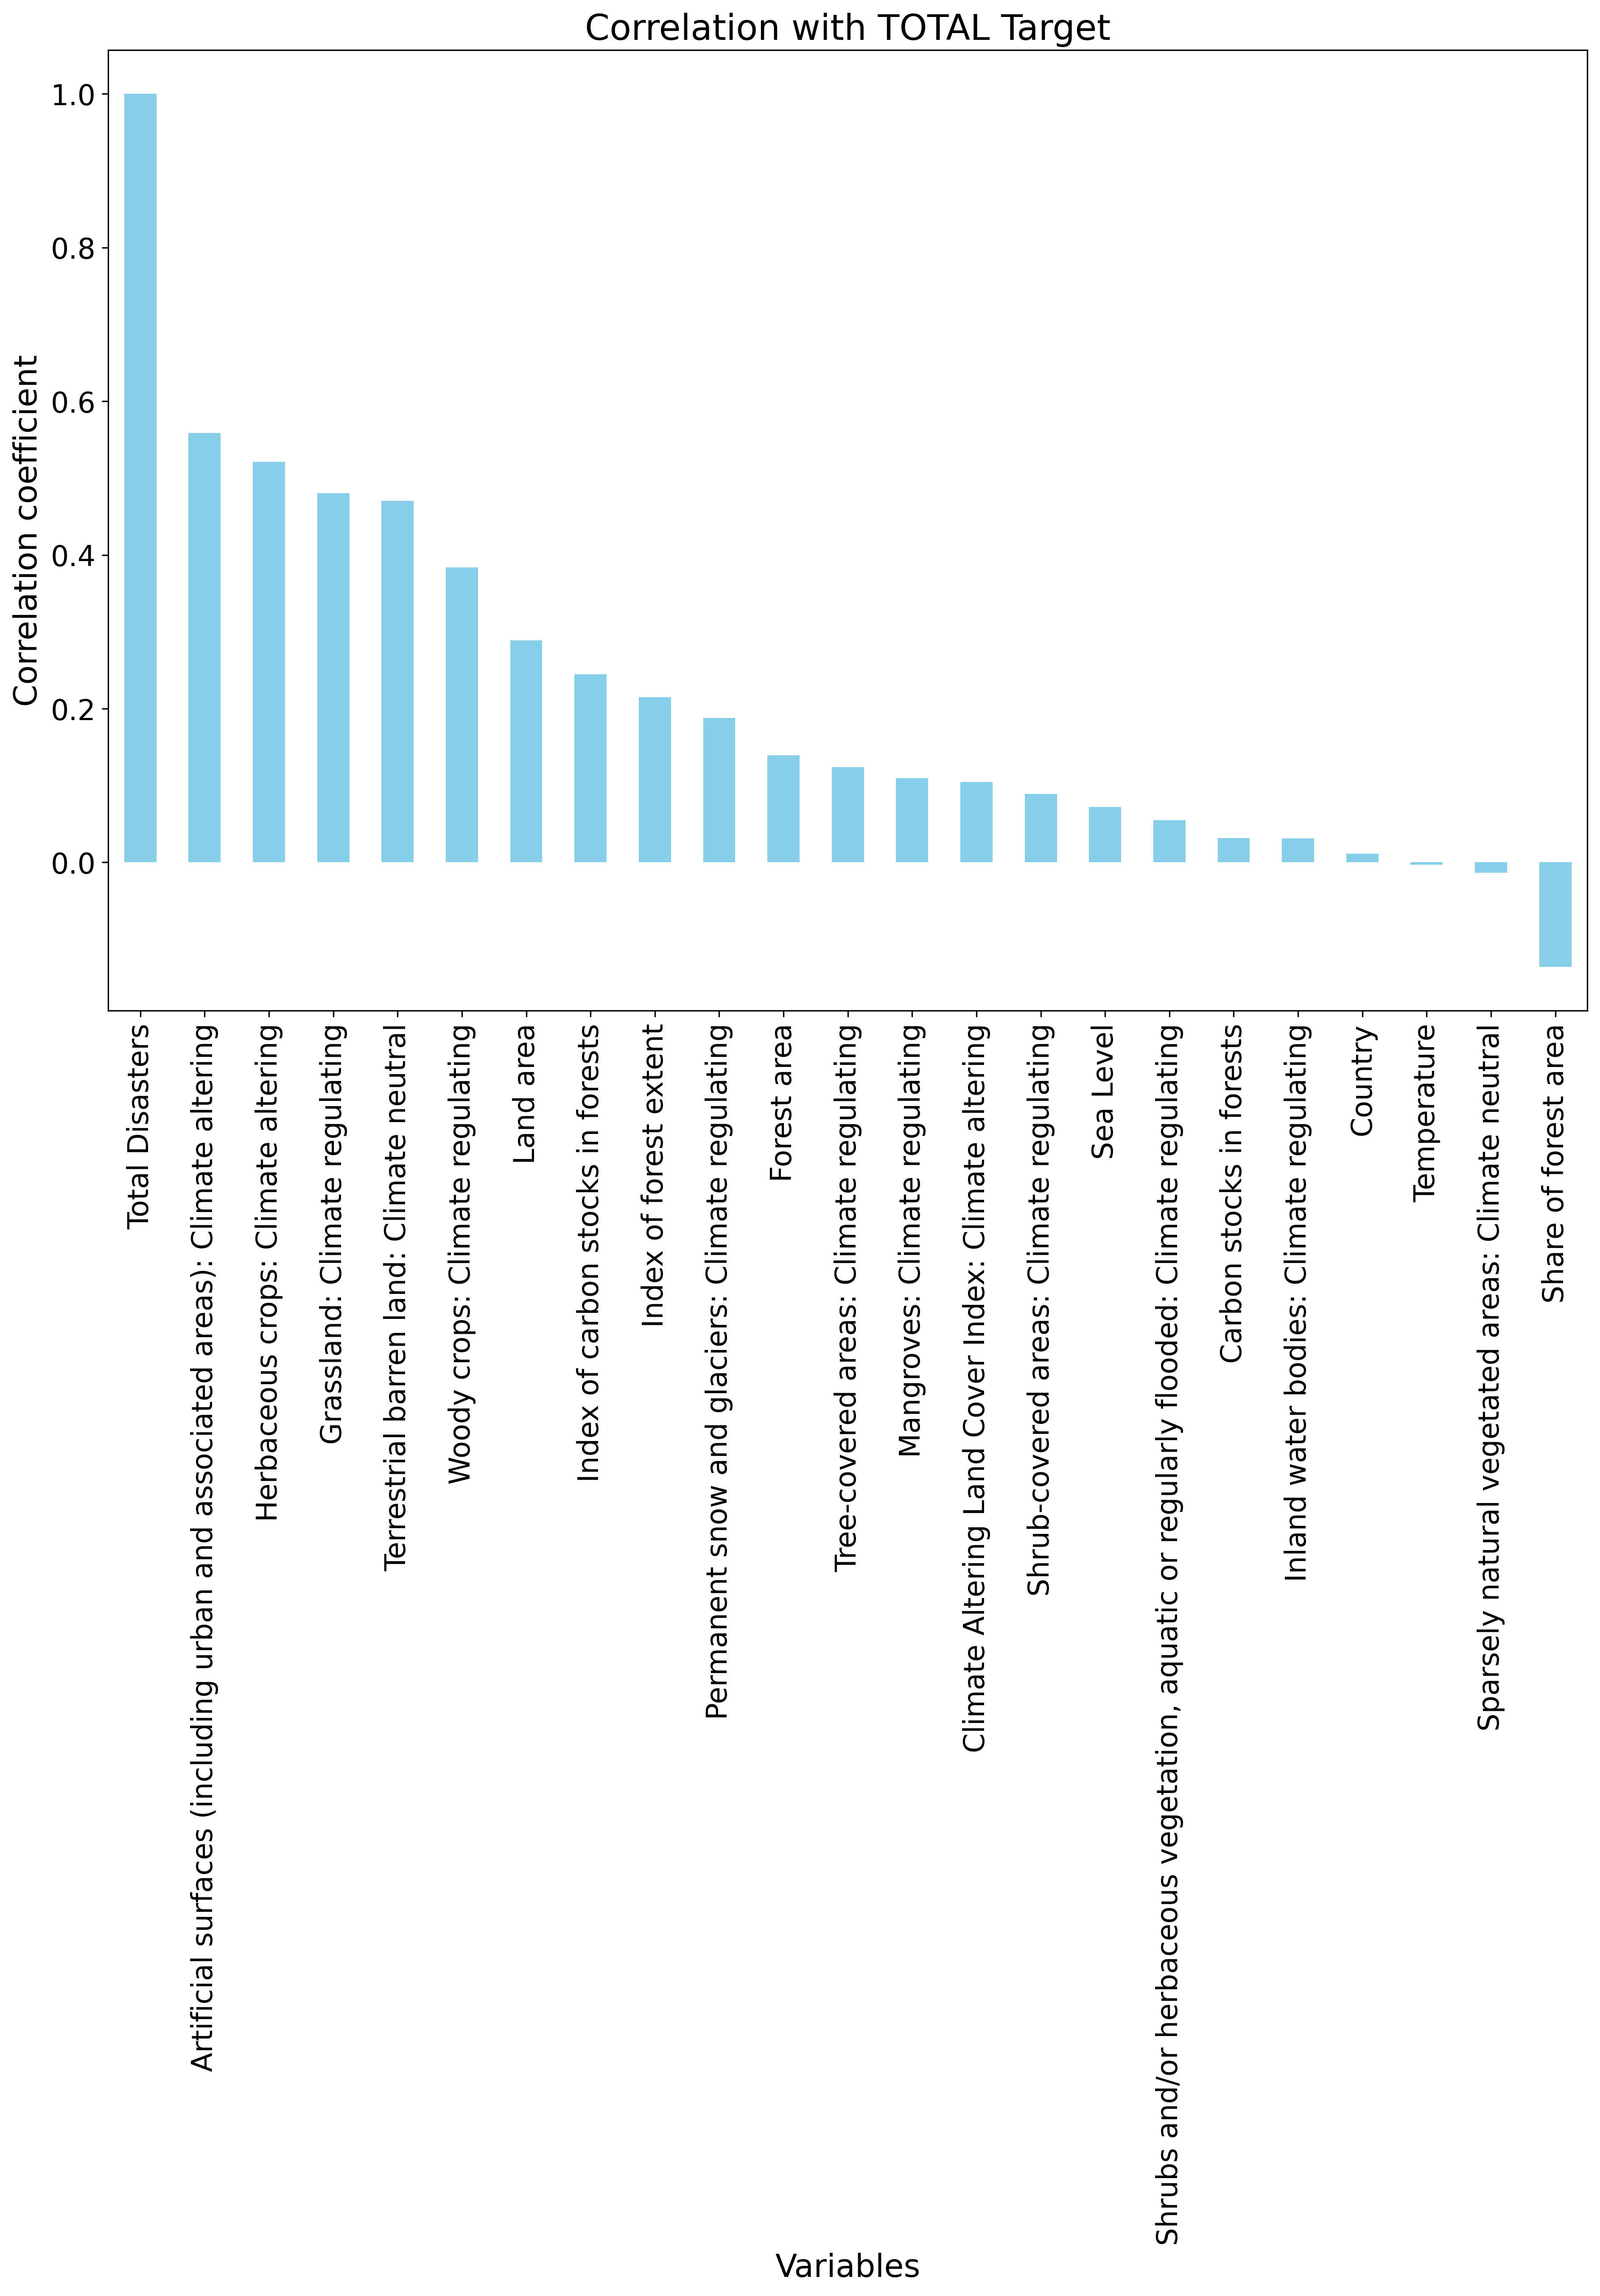 Correlation with TOTAL Target
Correlation coefficient
1.0
0.8
0.6
0.4
0.2
0.0
Total Disasters
Artificial surfaces (including urban and associated areas): Climate altering
Herbaceous crops: Climate altering
Grassland: Climate regulating
Terrestrial barren land: Climate neutral
Woody crops: Climate regulating
Land area
Index of carbon stocks in forests
Index of forest extent
Permanent snow and glaciers: Climate regulating
Forest area
Tree-covered areas: Climate regulating
Mangroves: Climate regulating
Climate Altering Land Cover Index: Climate altering
Shrub-covered areas: Climate regulating
Sea Level
Shrubs and/or herbaceous vegetation, aquatic or regularly flooded: Climate regulating
Carbon stocks in forests
Inland water bodies: Climate regulating
Country
Temperature
Sparsely natural vegetated areas: Climate neutral
Share of forest area
Variables